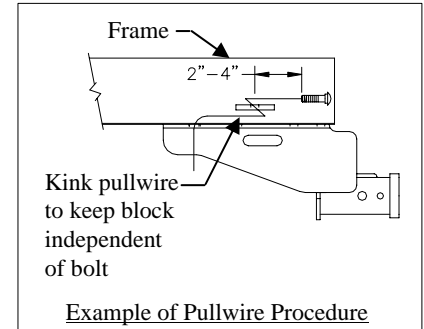 Frame
2”-4”
Kink pullwire
to keep block
independent
of bolt
Example of Pullwire Procedure